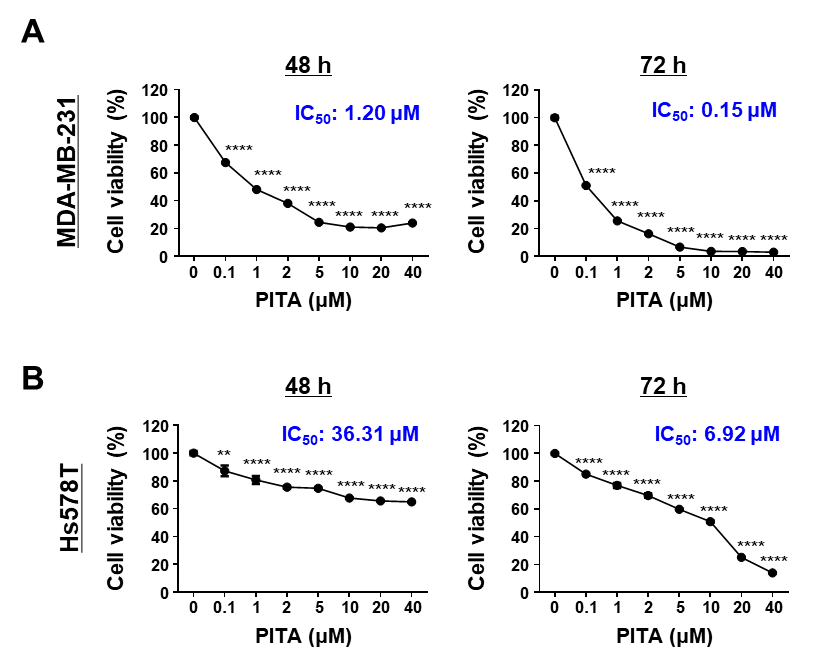 A
48 h
72 h
MDA-MB-231
Cell viability (%)
120
100
80
60
40
20
0
IC50: 1.20 µM
****
****
****
****
****
****
****
0 0.1 1 2 5 10 20 40
PITA (µM)
Cell viability (%)
120
100
80
60
40
20
0
IC50: 0.15 µM
****
****
****
****
****
****
****
0 0.1 1 2 5 10 20 40
PITA (µM)
B
48 h
72 h
Hs578T
Cell viability (%)
120
100
80
60
40
20
0
IC50: 36.31 µM
**
****
****
****
****
****
****
0 0.1 1 2 5 10 20 40
PITA (µM)
Cell viability (%)
120
100
80
60
40
20
0
IC50: 6.92 µM
****
****
****
****
****
****
****
0 0.1 1 2 5 10 20 40
PITA (µM)